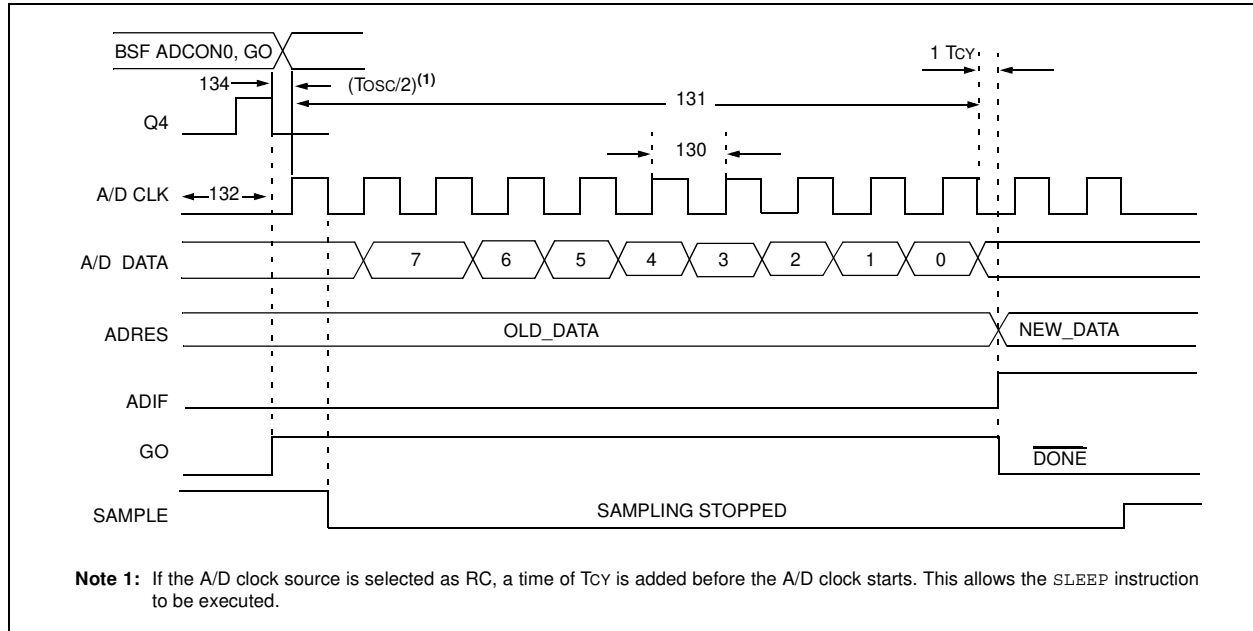 BSF ADCON0, GO
1 TCY
134
(TOSC/2)(1)
131
Q4
130
A/D CLK
132
A/D DATA
7
6
5
4
3
2
1
0
ADRES
OLD_DATA
NEW_DATA
ADIF
GO
DONE
SAMPLE
SAMPLING STOPPED
Note 1: If the A/D clock source is selected as RC, a time of TCY is added before the A/D clock starts. This allows the SLEEP instruction
to be executed.